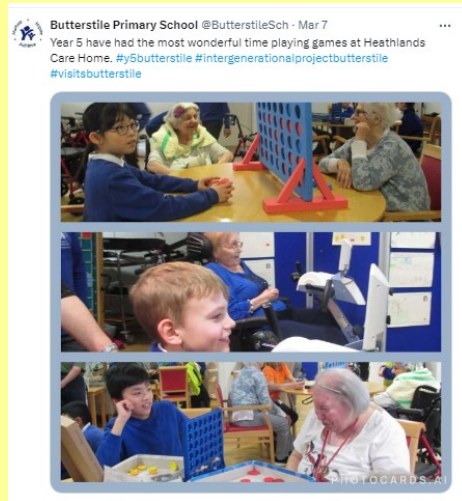 Butterstile Primary School @ButterstileSch · Mar 7
Year 5 have had the most wonderful time playing games at Heathlands
Care Home. #y5butterstile #intergenerationalprojectbutterstile
#visitsbutterstile
PHOTOCARDS.AI